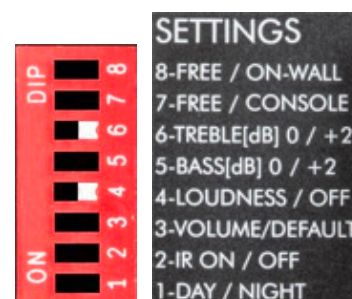 DIP
8
7
6
5
4
3
2
1
ON
SETTINGS
8-FREE / ON-WALL
7-FREE / CONSOLE
6-TREBLE[dB] 0 / +2
5-BASS[dB] 0 / +2
4-LOUDNESS / OFF
3-VOLUME/DEFAULT
2-IR ON / OFF
1-DAY / NIGHT